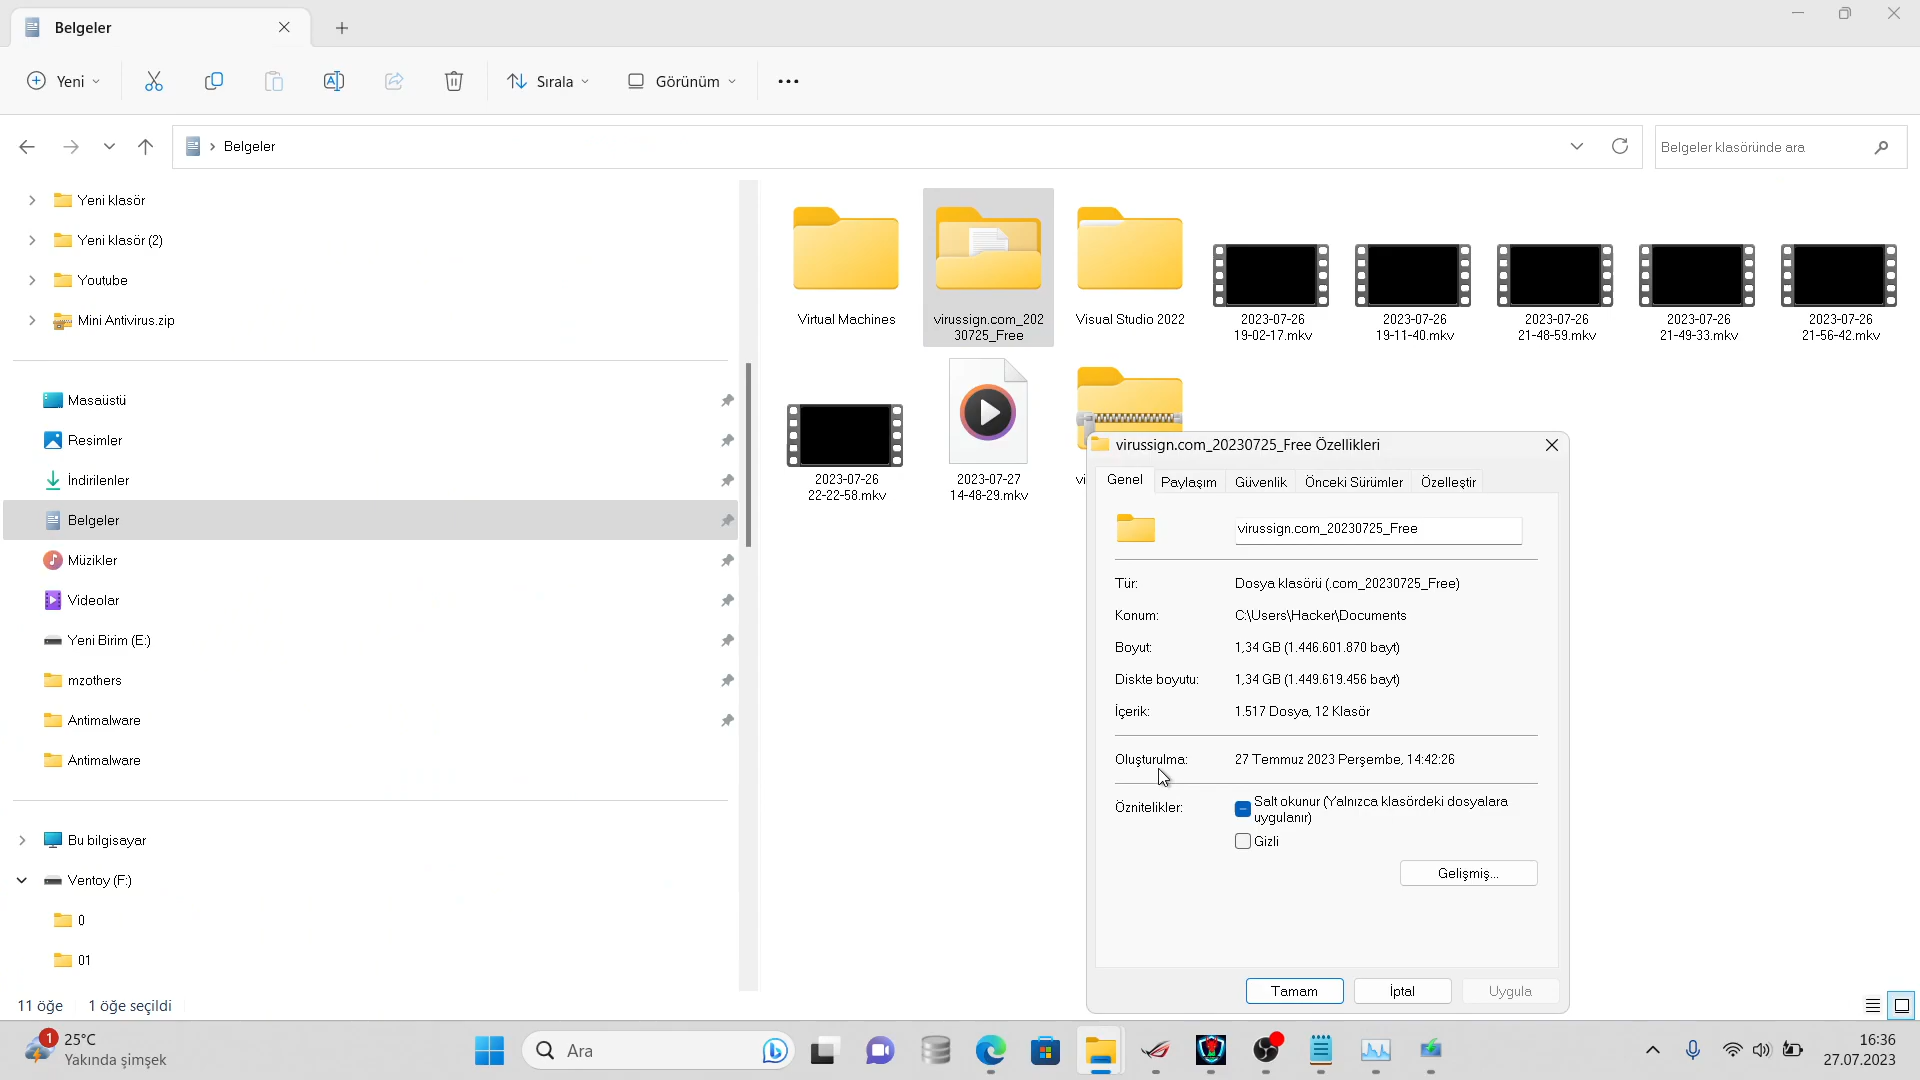 Belgeler
Yeni
Sırala
Görünüm
Belgeler
Belgeler klasöründe ara
Yeni klasör
Yeni klasör (2)
Youtube
Mini Antivirus.zip
Masaüstü
Resimler
İndirilenler
Belgeler
Müzikler
Videolar
Yeni Birim (E:)
mzothers
Antimalware
Antimalware
Bu bilgisayar
Ventoy (F:)
0
01
Virtual Machines
virussign.com_202
30725_Free
Visual Studio 2022
2023-07-26
19-02-17.mkv
2023-07-26
19-11-40.mkv
2023-07-26
21-48-59.mkv
2023-07-26
21-49-33.mkv
2023-07-26
21-56-42.mkv
2023-07-26
22-22-58.mkv
2023-07-27
14-48-29.mkv
vi
virussign.com_20230725_Free Özellikleri
Genel
Paylaşım
Güvenlik
Önceki Sürümler
Özelleştir
virussign.com_20230725_Free
Tür:
Dosya klasörü (.com_20230725_Free)
Konum:
C:\Users\Hacker\Documents
Boyut:
1,34 GB (1.446.601.870 bayt)
Diskte boyutu:
1,34 GB (1.449.619.456 bayt)
İçerik:
1.517 Dosya, 12 Klasör
Oluşturulma:
27 Temmuz 2023 Perşembe, 14:42:26
Öznitelikler:
Salt okunur (Yalnızca klasördeki dosyalara
uygulanır)
Gizli
Gelişmiş...
Tamam
İptal
Uygula
11 öğe
1 öğe seçildi
1
25°C
Yakında şimşek
Ara
16:36
27.07.2023